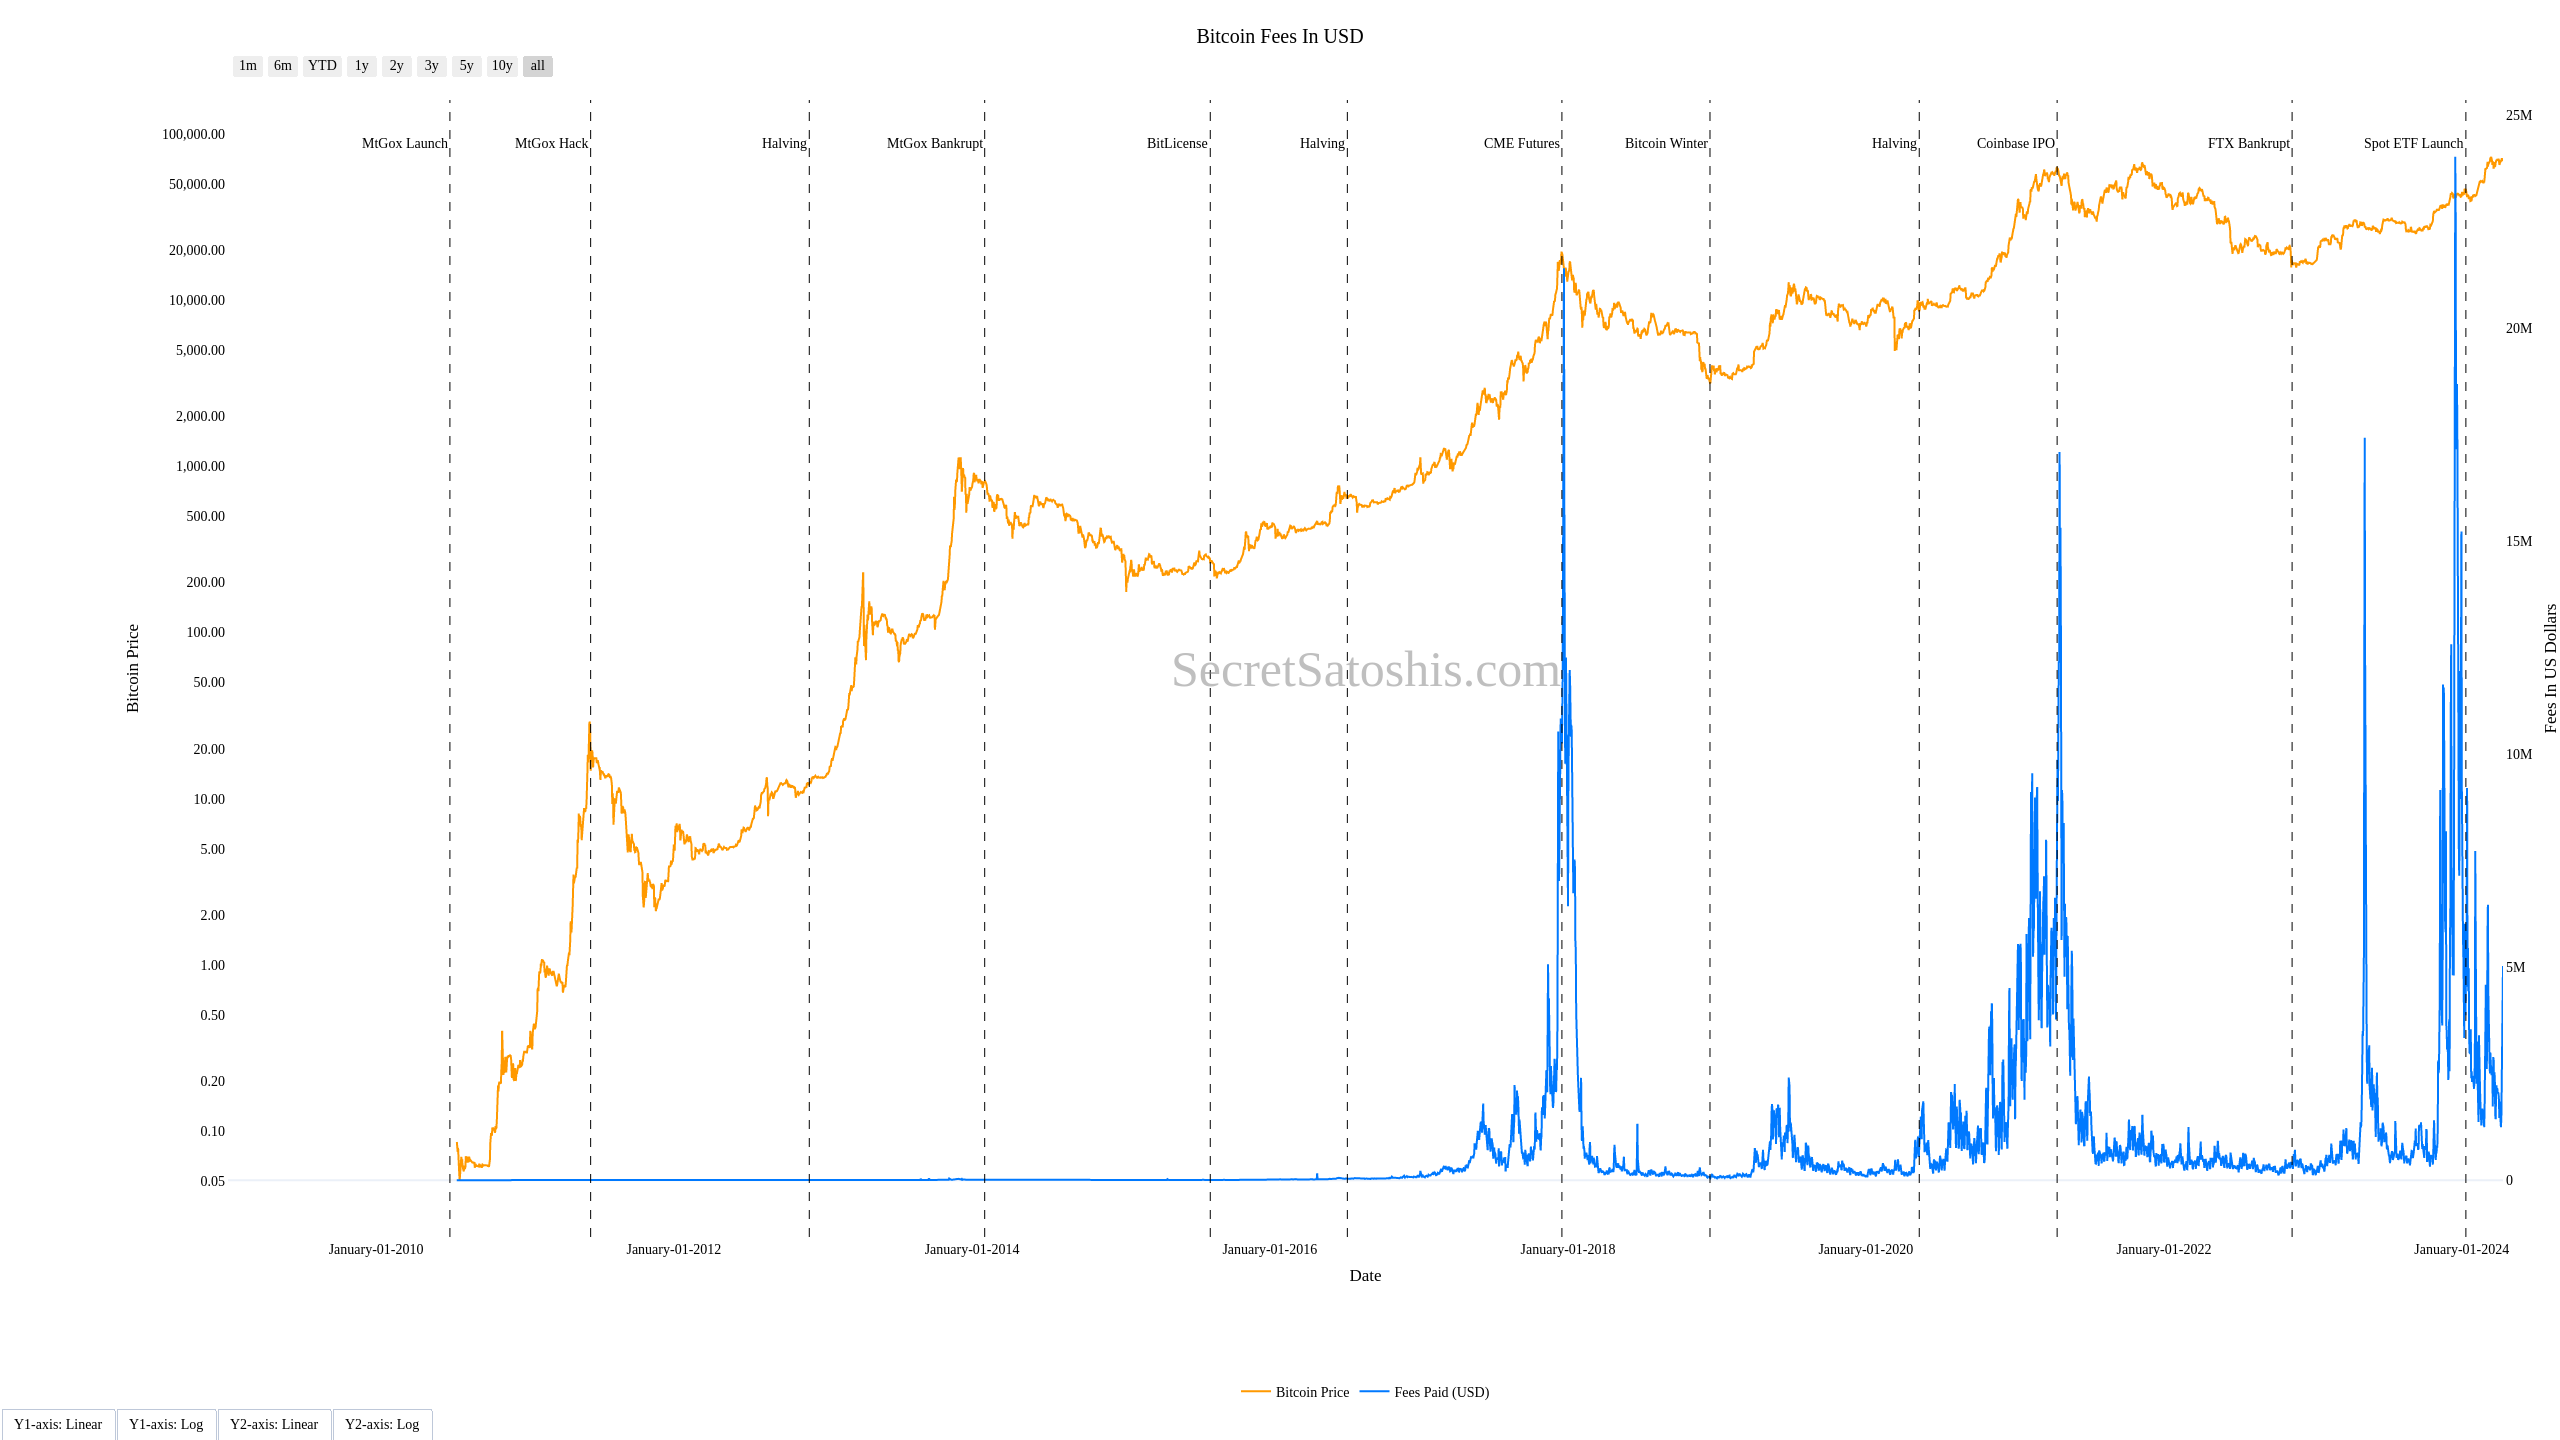 Bitcoin Fees In USD
1m 6m YTD 1y 2y 3y 5y 10y all
MtGox Launch MtGox Hack Halving MtGox Bankrupt BitLicense Halving CME Futures Bitcoin Winter Halving Coinbase IPO FTX Bankrupt Spot ETF Launch
100,000.00
50,000.00
20,000.00
10,000.00
5,000.00
2,000.00
1,000.00
500.00
200.00
100.00
50.00
20.00
10.00
5.00
2.00
1.00
0.50
0.20
0.10
0.05
Bitcoin Price
SecretSatoshis.com
25M
20M
15M
10M
5M
0
Fees In US Dollars
January-01-2010 January-01-2012 January-01-2014 January-01-2016 January-01-2018 January-01-2020 January-01-2022 January-01-2024
Date
Bitcoin Price Fees Paid (USD)
Y1-axis: Linear Y1-axis: Log Y2-axis: Linear Y2-axis: Log